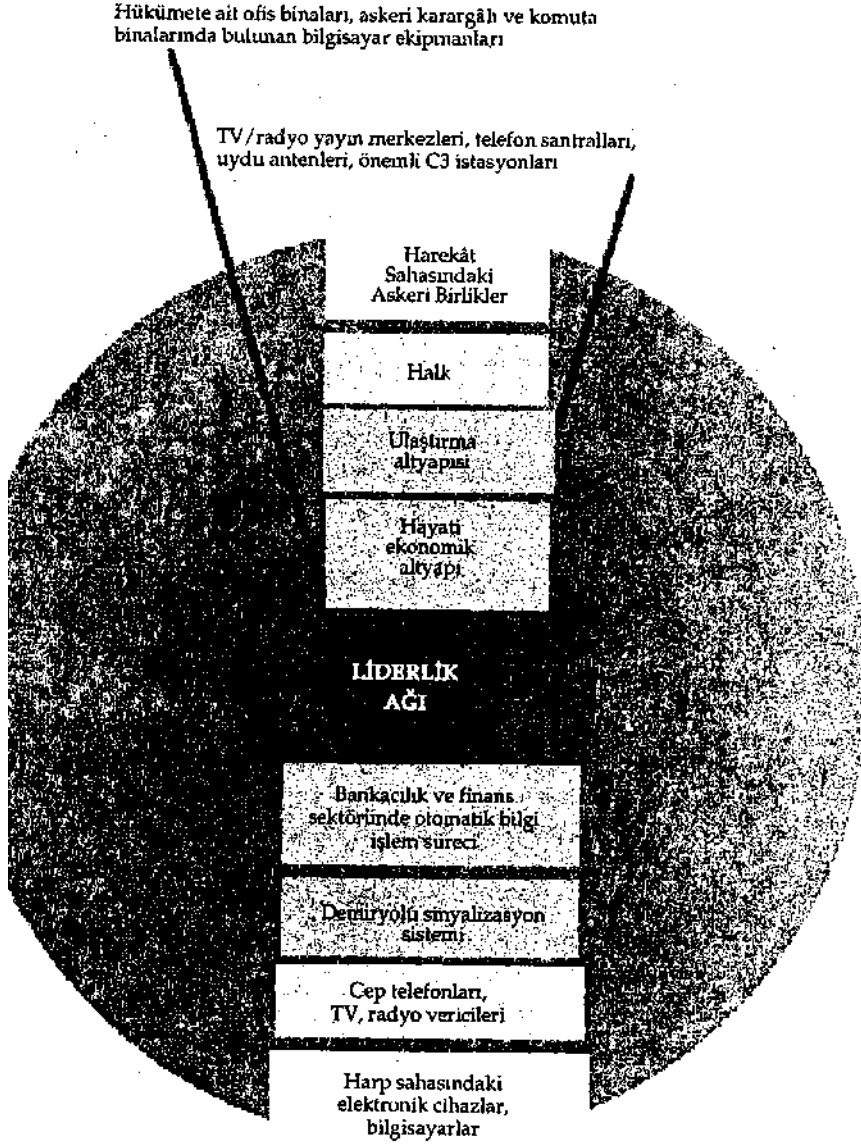 Hükümete ait ofis binaları, askeri karargâh ve komuta
binalarında bulunan bilgisayar ekipmanları
TV/radyo yayın merkezleri, telefon santralları,
uydu antenleri, önemli C3 istasyonları
Harekât
Sahasındaki
Askeri Birlikler
Halk
Ulaştırma
altyapısı
Hayati
ekonomik
altyapı
LİDERLİK
AĞI
Bankacılık ve finans
sektöründe otomatik bilgi
işlem süreci
Demiryolu sinyalizasyon
sistemi
Cep telefonları,
TV, radyo vericileri
Harp sahasındaki
elektronik cihazlar,
bilgisayarlar